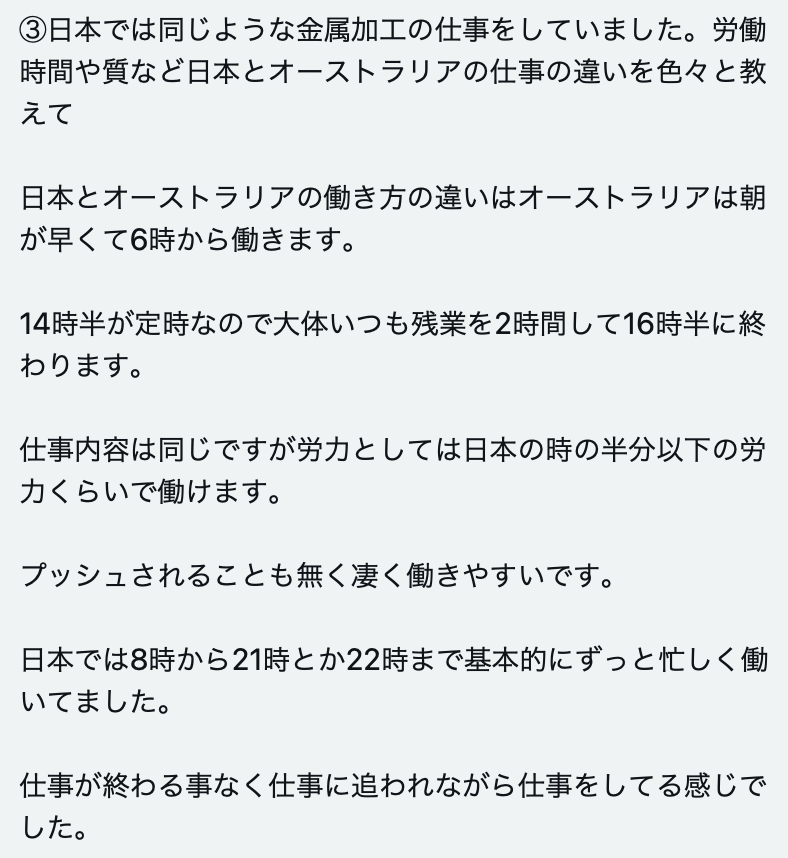 ③日本では同じような金属加工の仕事をしていました。労働
時間や質など日本とオーストラリアの仕事の違いを色々と教
えて
日本とオーストラリアの働き方の違いはオーストラリアは朝
が早くて6時から働きます。
14時半が定時なので大体いつも残業を2時間して16時半に終
わります。
仕事内容は同じですが労力としては日本の時の半分以下の労
力くらいで働けます。
プッシュされることも無く凄く働きやすいです。
日本では8時から21時とか22時まで基本的にずっと忙しく働
いてました。
仕事が終わる事なく仕事に追われながら仕事をしてる感じで
した。